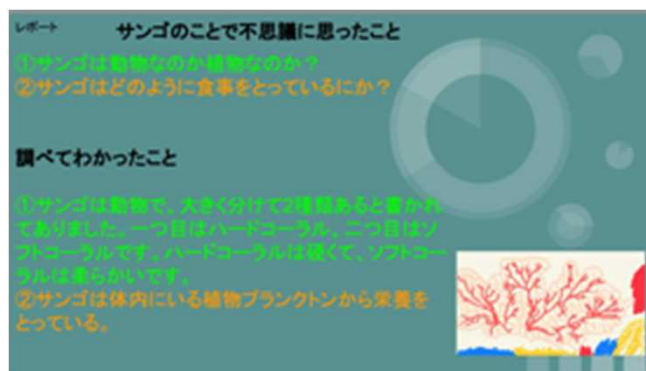 レポート
サンゴのことで不思議に思ったこと
①サンゴは動物なのか植物なのか？
②サンゴはどのように食事をとっているにか？
調べてわかったこと
①サンゴは動物で、大きく分けて2種類あると書かれ
てありました。一つ目はハードコーラル、二つ目はソ
フトコーラルです。ハードコーラルは硬くて、ソフトコー
ラルは柔らかいです。
②サンゴは体内にいる植物プランクトンから栄養を
とっている。